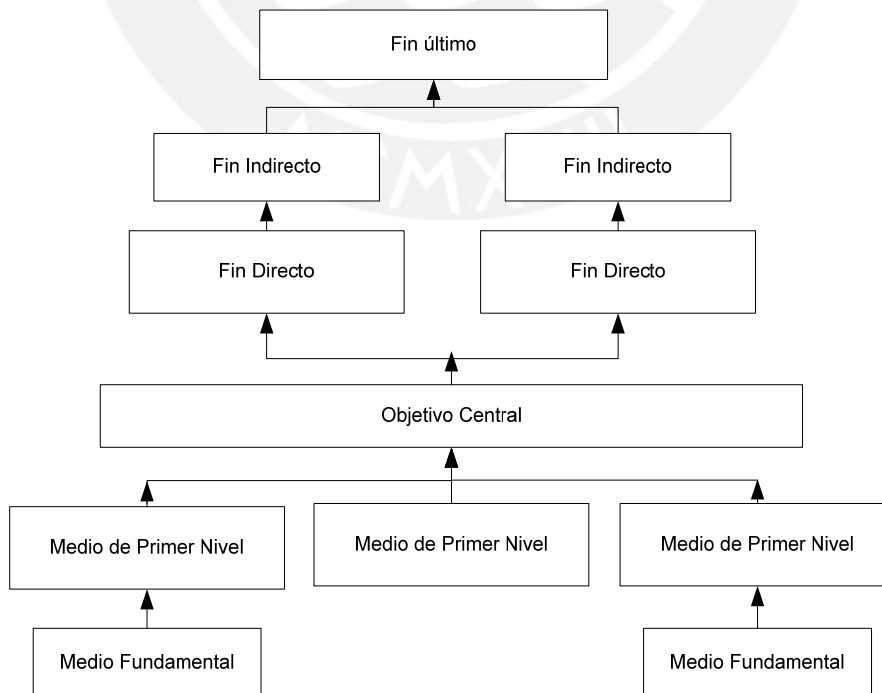 Fin último
Fin Indirecto
Fin Indirecto
Fin Directo
Fin Directo
Objetivo Central
Medio de Primer Nivel
Medio de Primer Nivel
Medio de Primer Nivel
Medio Fundamental
Medio Fundamental